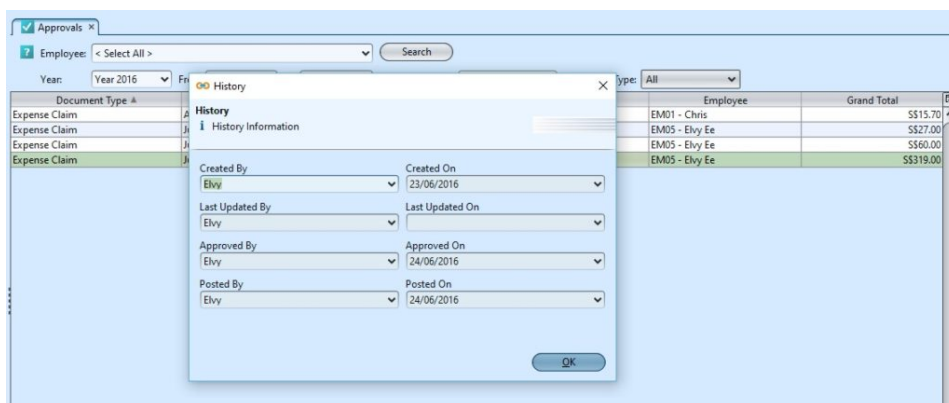 Approvals
Employee: < Select All > Search
Year: Year 2016 Type: All
Document Type Employee Grand Total
Expense Claim EM01 - Chris S$15.70
Expense Claim EM05 - Elvy Ee S$27.00
Expense Claim EM05 - Elvy Ee S$60.00
Expense Claim EM05 - Elvy Ee S$319.00
History
History
History Information
Created By Created On
Elvy 23/06/2016
Last Updated By Last Updated On
Elvy
Approved By Approved On
Elvy 24/06/2016
Posted By Posted On
Elvy 24/06/2016
OK